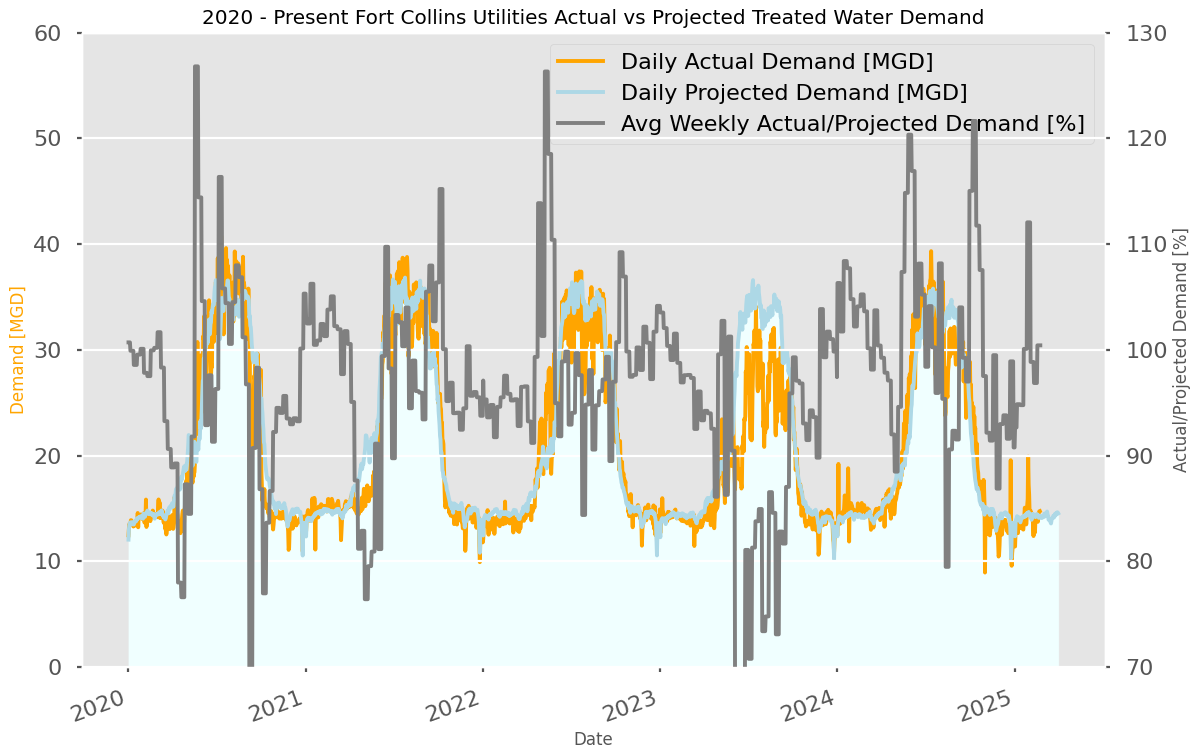 2020 - Present Fort Collins Utilities Actual vs Projected Treated Water Demand
Daily Actual Demand [MGD]
Daily Projected Demand [MGD]
Avg Weekly Actual/Projected Demand [%]
Demand [MGD]
60
50
40
30
20
10
0
130
120
110
100
90
80
70
Actual/Projected Demand [%]
2020
2021
2022
2023
2024
2025
Date